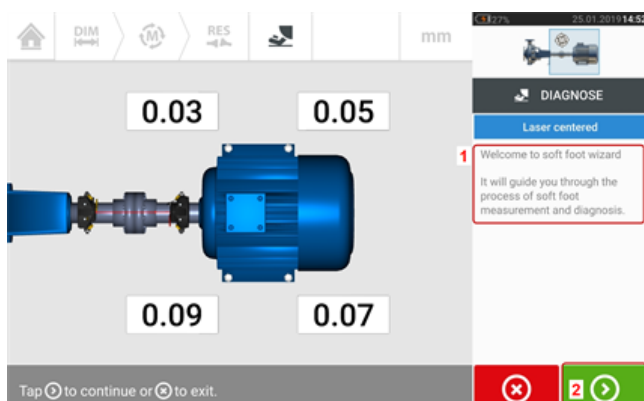 DIM
M
RES
mm
27%
25.01.2019 14:52
0.03
0.05
0.09
0.07
DIAGNOSE
Laser centered
1
Welcome to soft foot wizard
It will guide you through the
process of soft foot
measurement and diagnosis.
Tap to continue or to exit.
2